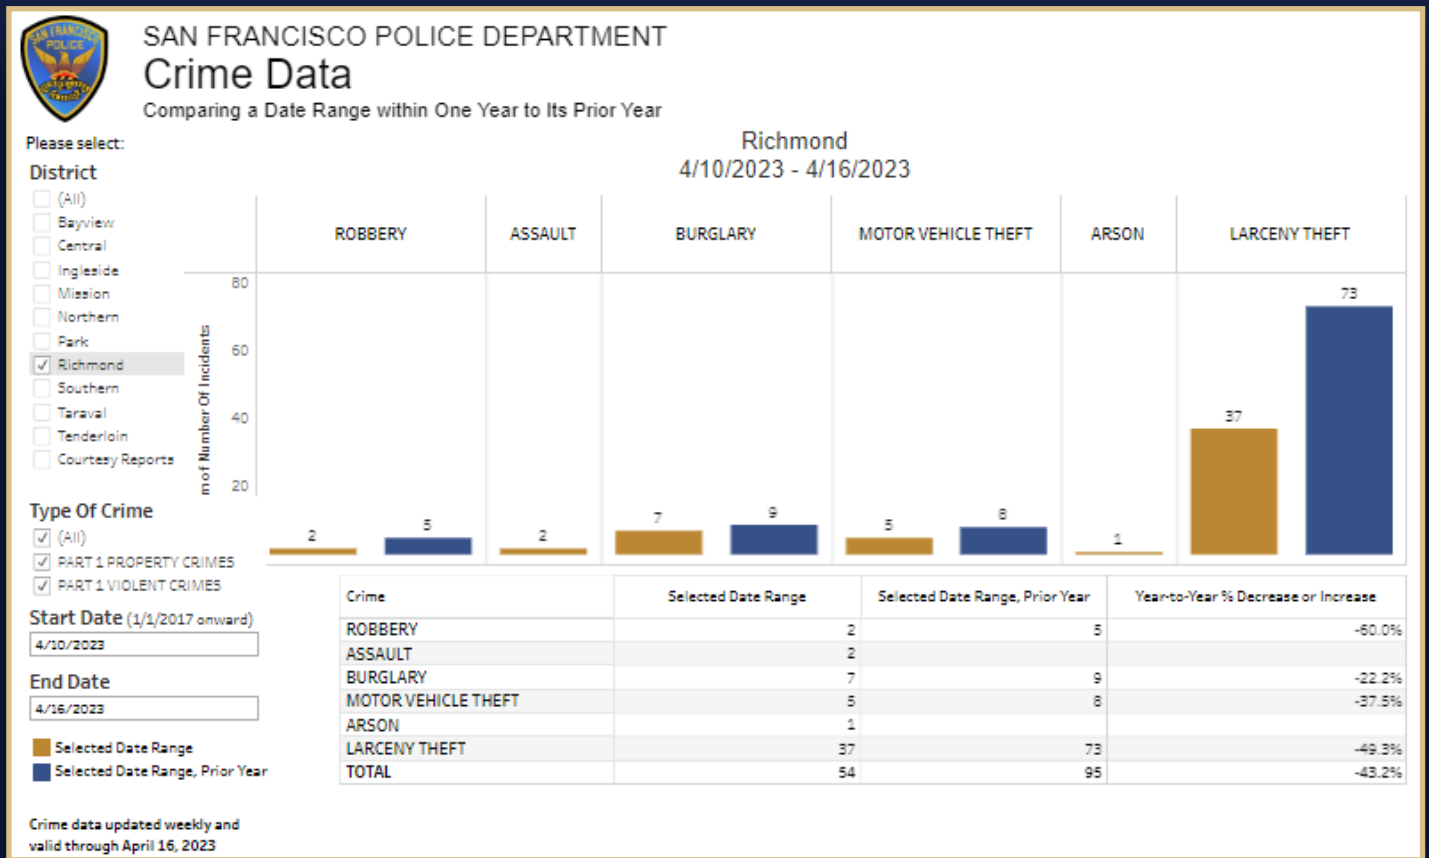 SAN FRANCISCO POLICE DEPARTMENT
Crime Data
Comparing a Date Range within One Year to Its Prior Year
SAN FRANCISCO
POLICE
Please select:
District
(All)
Bayview
Central
Ingleside
Mission
Northern
Park
Richmond
Southern
Taraval
Tenderloin
Courtesy Reports
Type Of Crime
(All)
PART 1 PROPERTY CRIMES
PART 1 VIOLENT CRIMES
Start Date (1/1/2017 onward)
4/10/2023
End Date
4/16/2023
Selected Date Range
Selected Date Range, Prior Year
Crime data updated weekly and
valid through April 16, 2023
Richmond
4/10/2023 - 4/16/2023
ROBBERY ASSAULT BURGLARY MOTOR VEHICLE THEFT ARSON LARCENY THEFT
m of Number Of Incidents
80
60
40
20
2 5 2 7 9 5 8 1 37 73
Crime Selected Date Range Selected Date Range, Prior Year Year-to-Year % Decrease or Increase
ROBBERY 2 5 -60.0%
ASSAULT 2
BURGLARY 7 9 -22.2%
MOTOR VEHICLE THEFT 5 8 -37.5%
ARSON 1
LARCENY THEFT 37 73 -49.3%
TOTAL 54 95 -43.2%